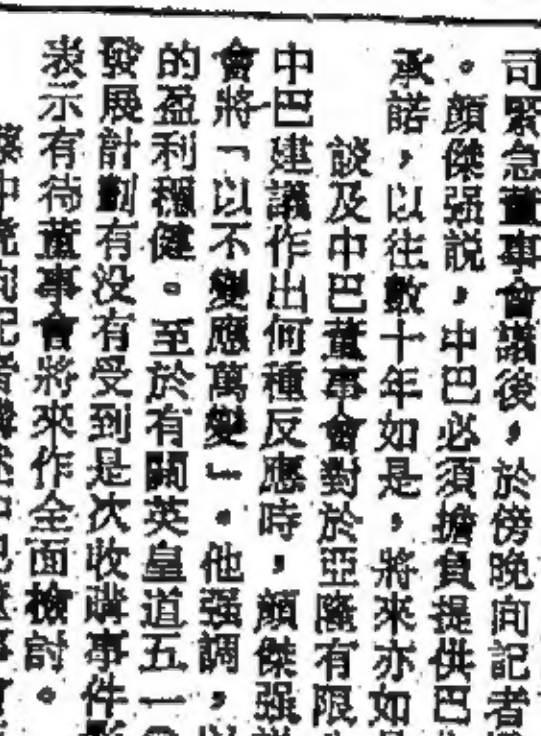 司緊急董事會議後，於傍晚向記者
。顏傑强説，中巴必須擔負提供巴
承諾，以往數十年如是，將來亦如
談及中巴董事會對於亞隆有限
中巴建議作出何種反應時，顏傑强
會將「以不變應萬變」。他强調，
的盈利穩健。至於有關英皇道五一
發展計劃有没有受到是次收購事件
表示有待董事會將來作全面檢討。